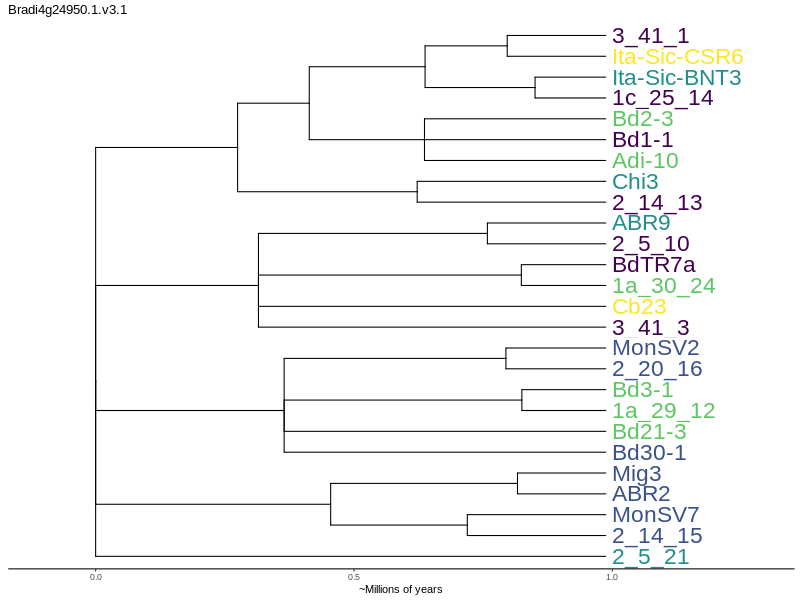 Bradi4g24950.1.v3.1
3_41_1
Ita-Sic-CSR6
Ita-Sic-BNT3
1c_25_14
Bd2-3
Bd1-1
Adi-10
Chi3
2_14_13
ABR9
2_5_10
BdTR7a
1a_30_24
Cb23
3_41_3
MonSV2
2_20_16
Bd3-1
1a_29_12
Bd21-3
Bd30-1
Mig3
ABR2
MonSV7
2_14_15
2_5_21
0.0 0.5 1.0
~Millions of years